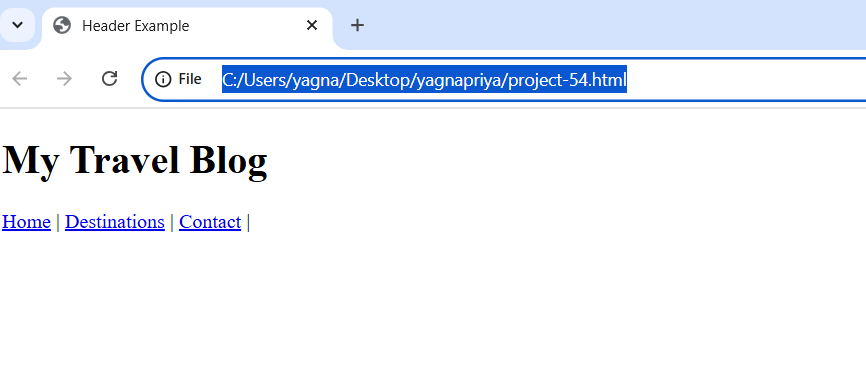 Header Example
File C:/Users/yagna/Desktop/yagnapriya/project-54.html
My Travel Blog
Home | Destinations | Contact |